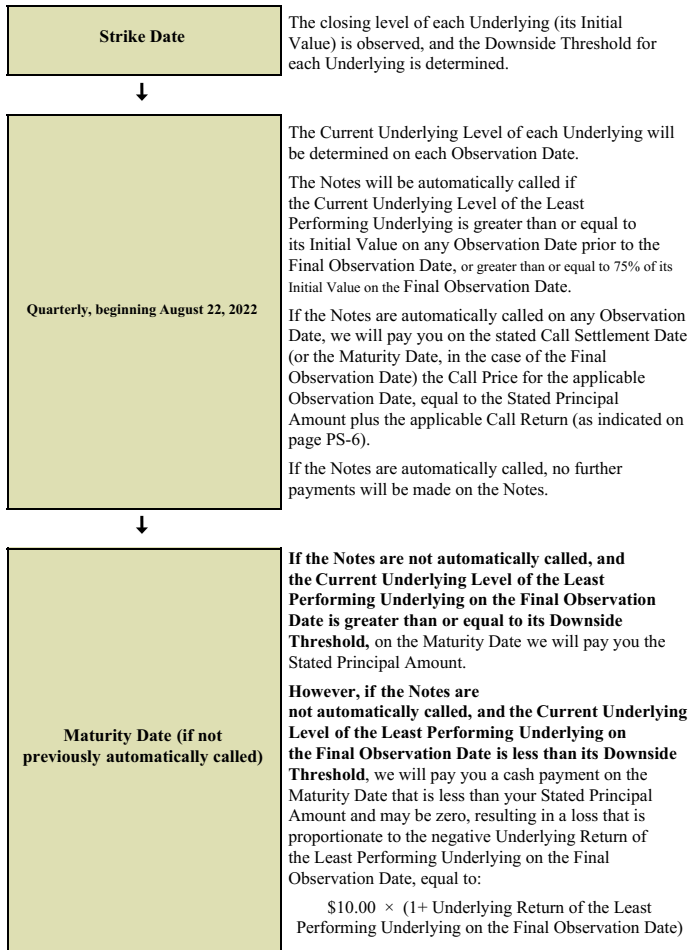 Strike Date
The closing level of each Underlying (its Initial
Value) is observed, and the Downside Threshold for
each Underlying is determined.
Quarterly, beginning August 22, 2022
The Current Underlying Level of each Underlying will
be determined on each Observation Date.
The Notes will be automatically called if
the Current Underlying Level of the Least
Performing Underlying is greater than or equal to
its Initial Value on any Observation Date prior to the
Final Observation Date, or greater than or equal to 75% of its
Initial Value on the Final Observation Date.
If the Notes are automatically called on any Observation
Date, we will pay you on the stated Call Settlement Date
(or the Maturity Date, in the case of the Final
Observation Date) the Call Price for the applicable
Observation Date, equal to the Stated Principal
Amount plus the applicable Call Return (as indicated on
page PS-6).
If the Notes are automatically called, no further
payments will be made on the Notes.
Maturity Date (if not
previously automatically called)
If the Notes are not automatically called, and
the Current Underlying Level of the Least
Performing Underlying on the Final Observation
Date is greater than or equal to its Downside
Threshold, on the Maturity Date we will pay you the
Stated Principal Amount.
However, if the Notes are
not automatically called, and the Current Underlying
Level of the Least Performing Underlying on
the Final Observation Date is less than its Downside
Threshold, we will pay you a cash payment on the
Maturity Date that is less than your Stated Principal
Amount and may be zero, resulting in a loss that is
proportionate to the negative Underlying Return of
the Least Performing Underlying on the Final
Observation Date, equal to:
$10.00 × (1+ Underlying Return of the Least
Performing Underlying on the Final Observation Date)